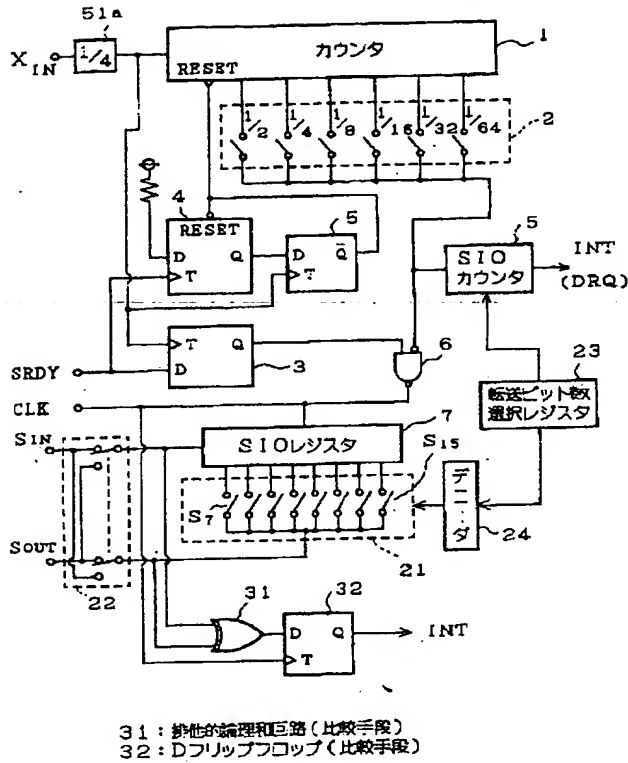 51a
XIN
1/4
カウンタ
RESET
1
1/2 1/4 1/8 1/16 1/32 1/64
2
4
RESET
D Q
T
5
D Q̄
T
5
SIO
カウンタ
INT
(DRQ)
T Q
D
3
6
SRDY
CLK
23
転送ビット数
選択レジスタ
SIN
7
SIOレジスタ
S7
S15
デコーダ
24
21
SOUT
22
31
32
D Q
T
INT
31:排他的論理和回路(比較手段)
32:Dフリップフロップ(比較手段)